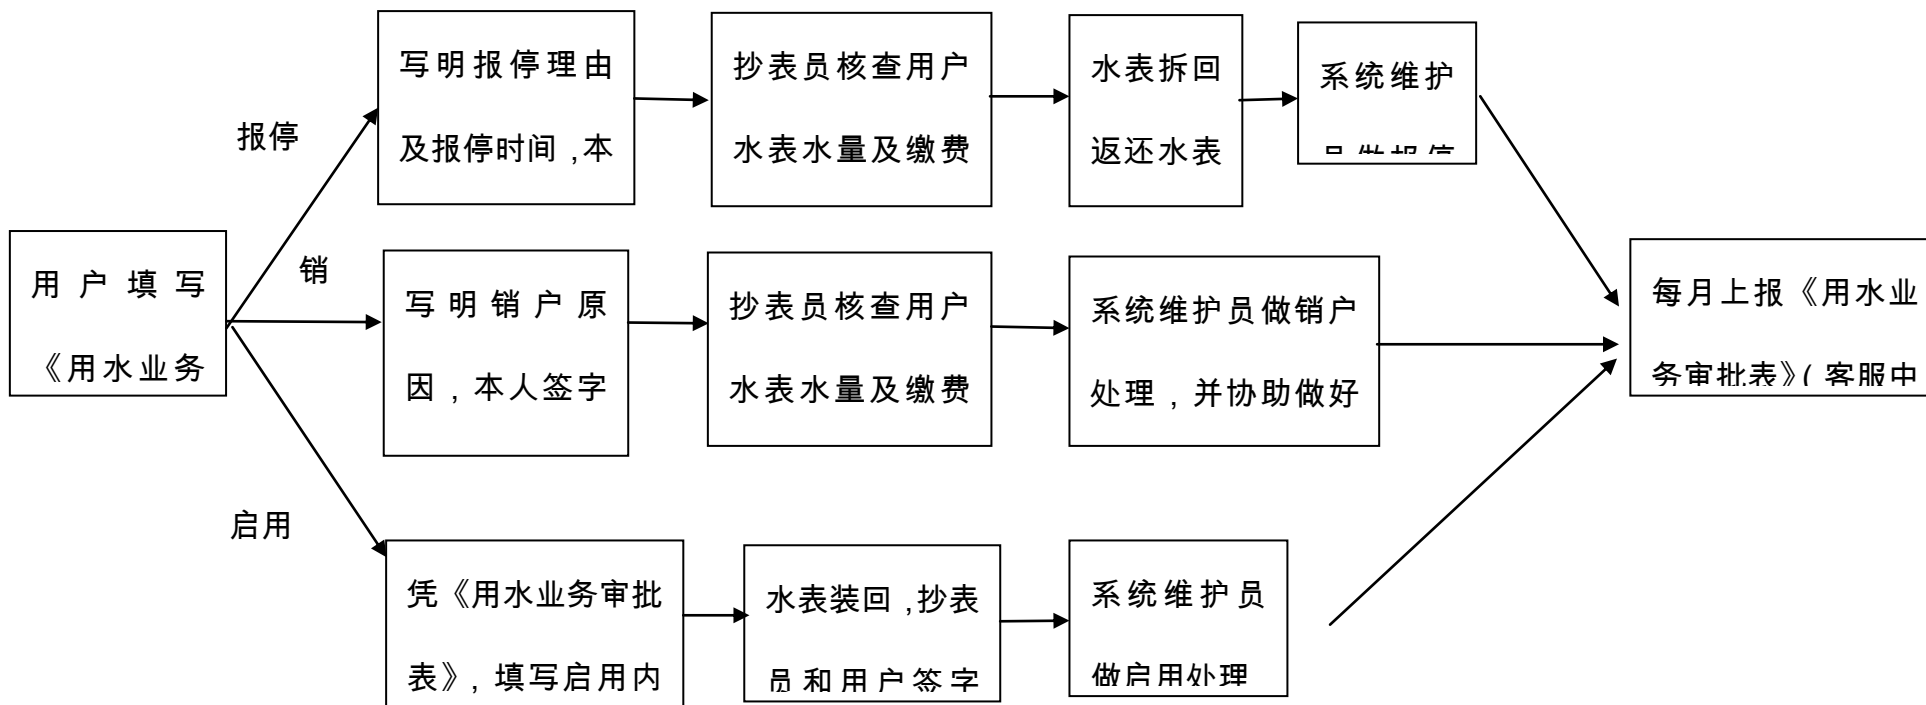 用户填写
《用水业务
报停
写明报停理由
及报停时间,本
抄表员核查用户
水表水量及缴费
水表拆回
返还水表
系统维护
员做报停
销
写明销户原
因，本人签字
抄表员核查用户
水表水量及缴费
系统维护员做销户
处理，并协助做好
启用
凭《用水业务审批
表》, 填写启用内
水表装回,抄表
员和用户签字
系统维护员
做启用处理
每月上报《用水业
务审批表》(客服中